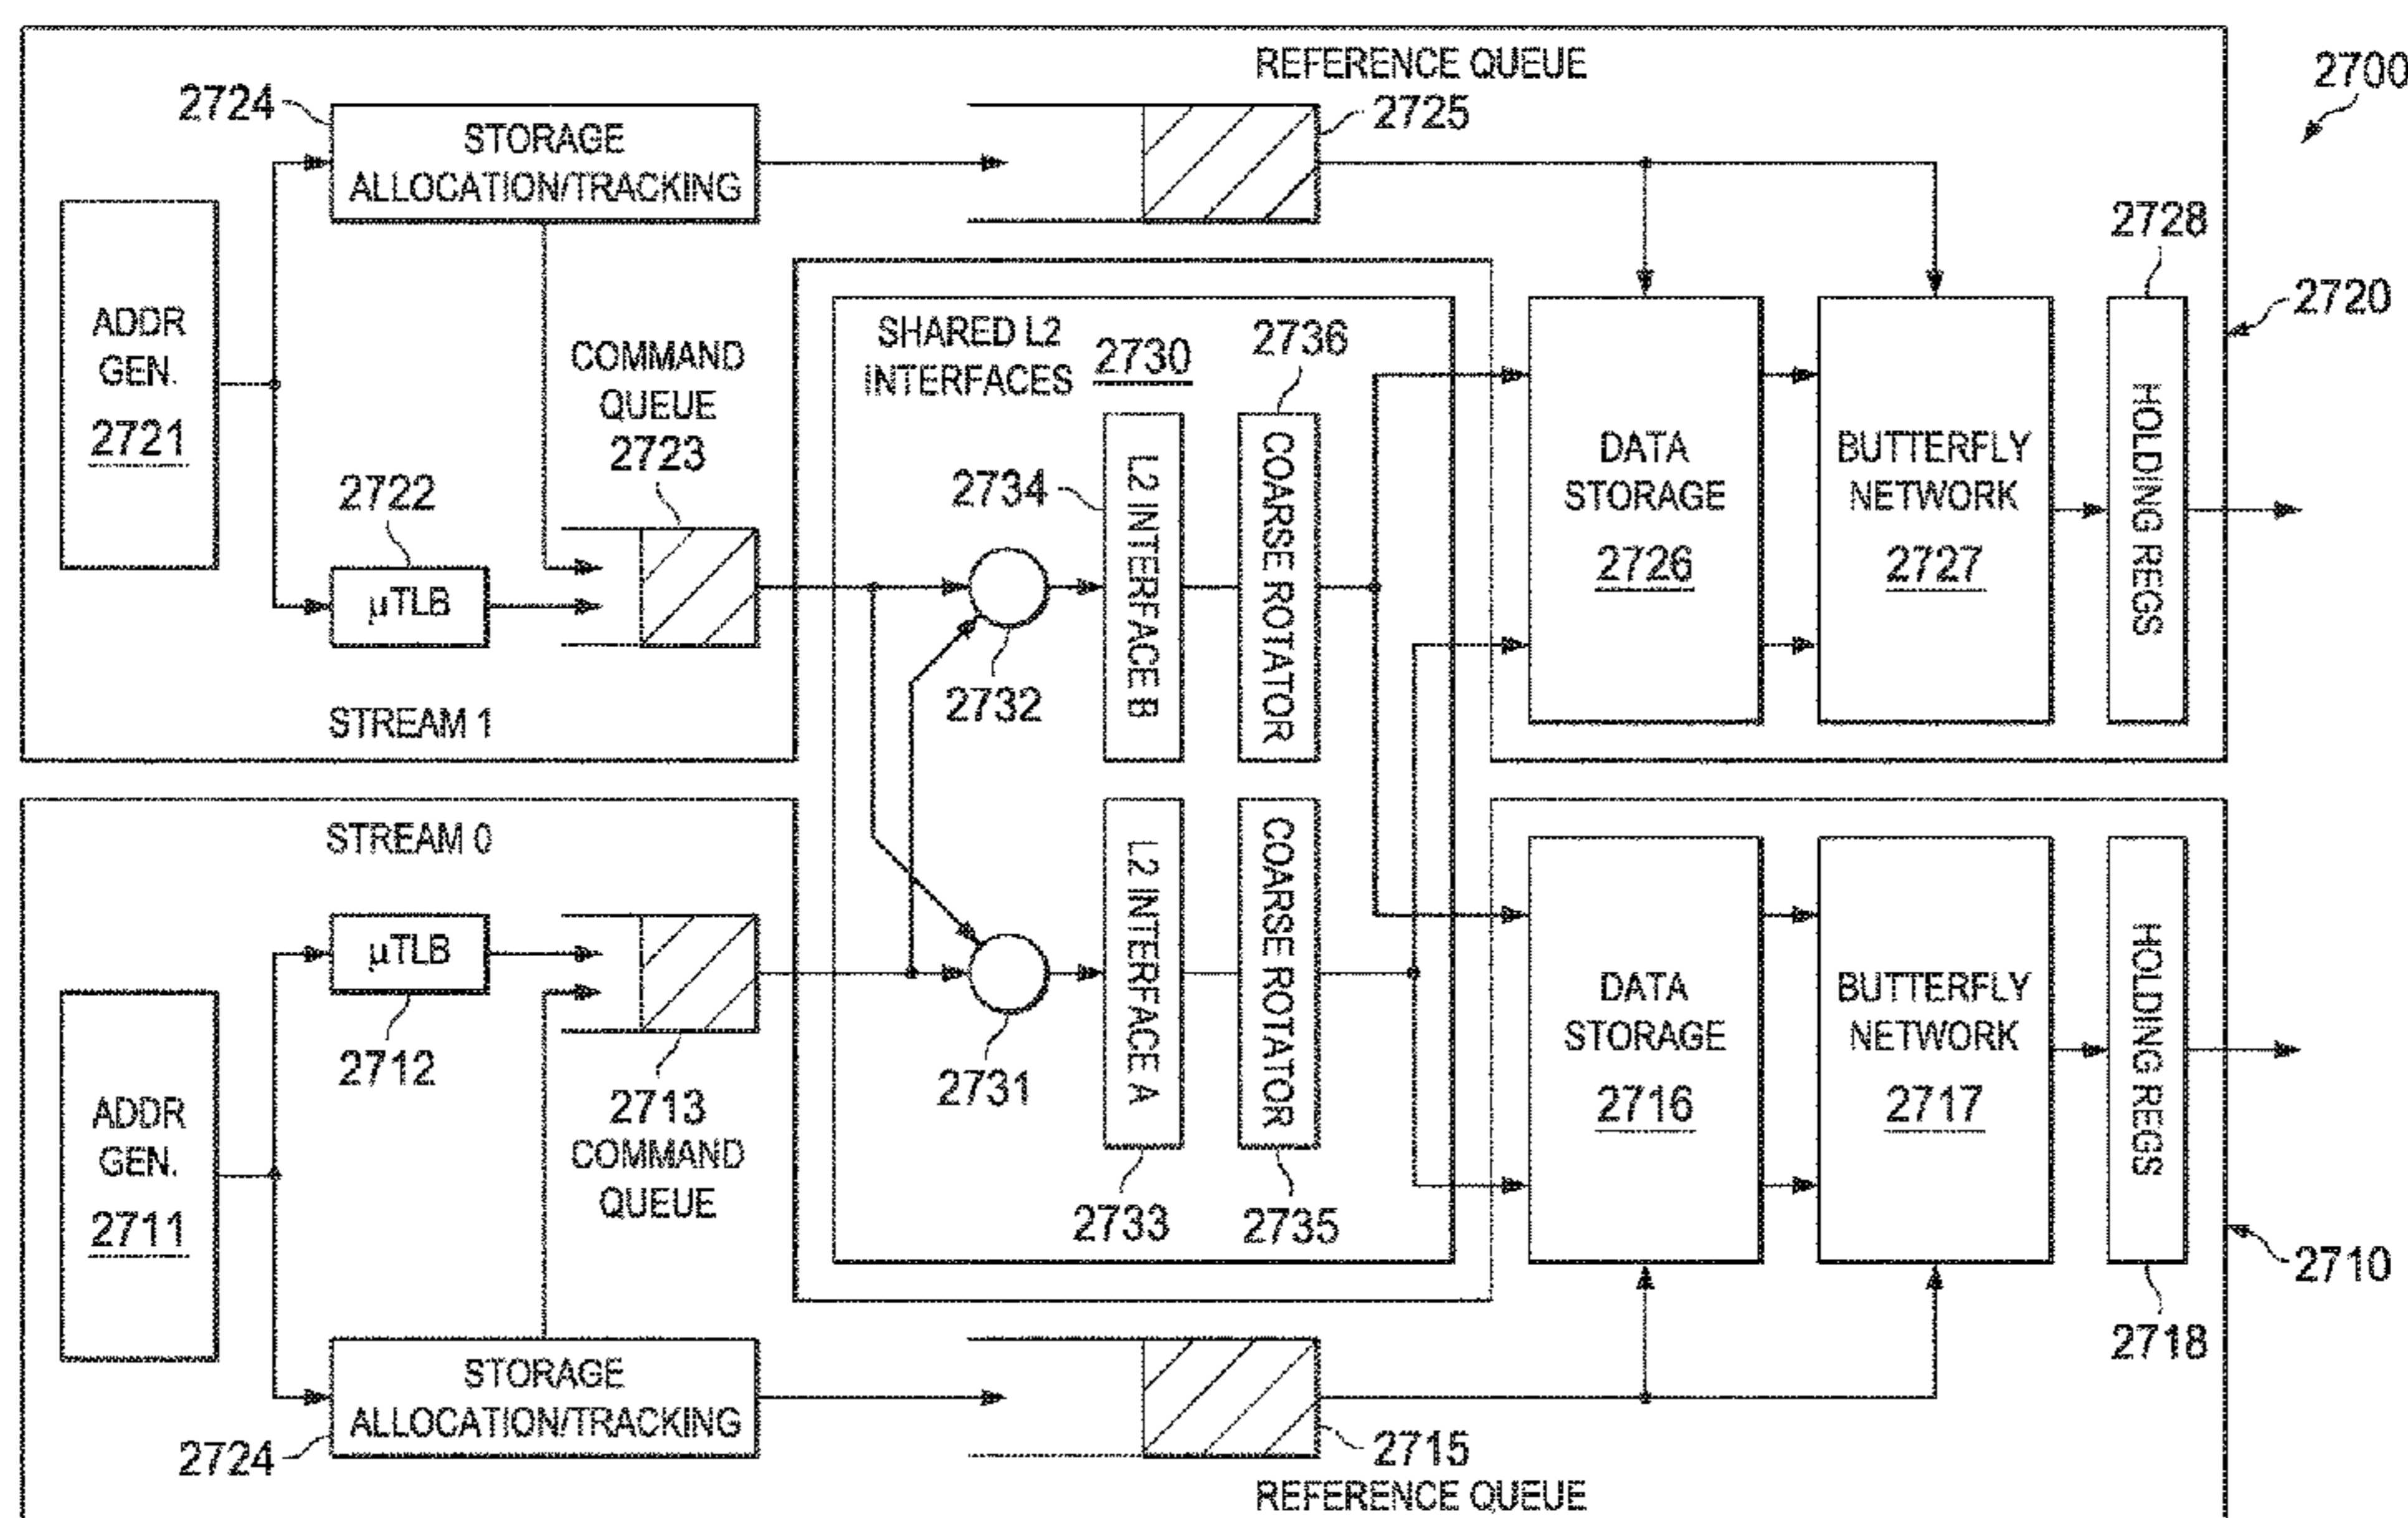 REFERENCE QUEUE
2725
2700
2724
STORAGE
ALLOCATION/TRACKING
2728
2720
ADDR
GEN.
2721
COMMAND
QUEUE
2723
2722
μTLB
STREAM 1
SHARED L2
INTERFACES
2730
2736
2734
L2 INTERFACE B
COARSE ROTATOR
2732
DATA
STORAGE
2726
BUTTERFLY
NETWORK
2727
HOLDING REGS
STREAM 0
μTLB
2712
2713
COMMAND
QUEUE
ADDR
GEN.
2711
2731
L2 INTERFACE A
COARSE ROTATOR
2733
2735
DATA
STORAGE
2716
BUTTERFLY
NETWORK
2717
HOLDING REGS
2710
2718
STORAGE
ALLOCATION/TRACKING
2724
2715
REFERENCE QUEUE